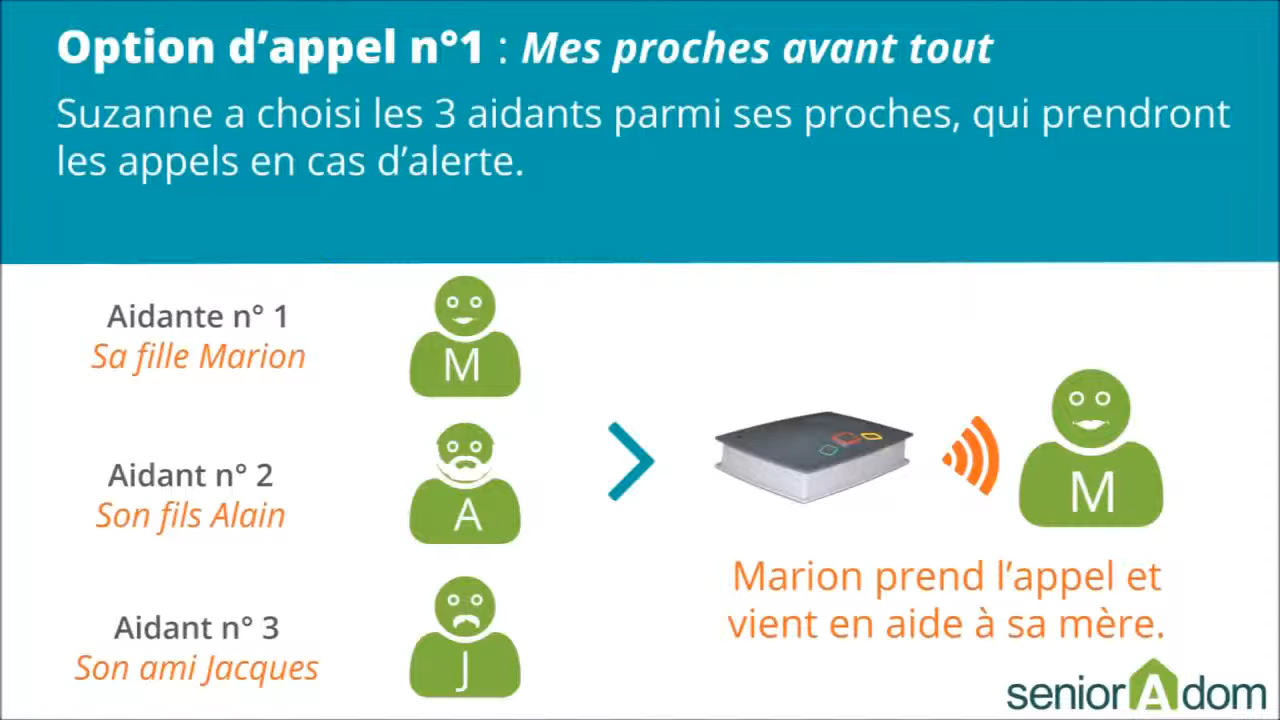 Option d’appel n°1 : Mes proches avant tout
Suzanne a choisi les 3 aidants parmi ses proches, qui prendront
les appels en cas d’alerte.
Aidante n° 1
Sa fille Marion
M
Aidant n° 2
Son fils Alain
A
Aidant n° 3
Son ami Jacques
J
M
Marion prend l’appel et
vient en aide à sa mère.
seniorAdom